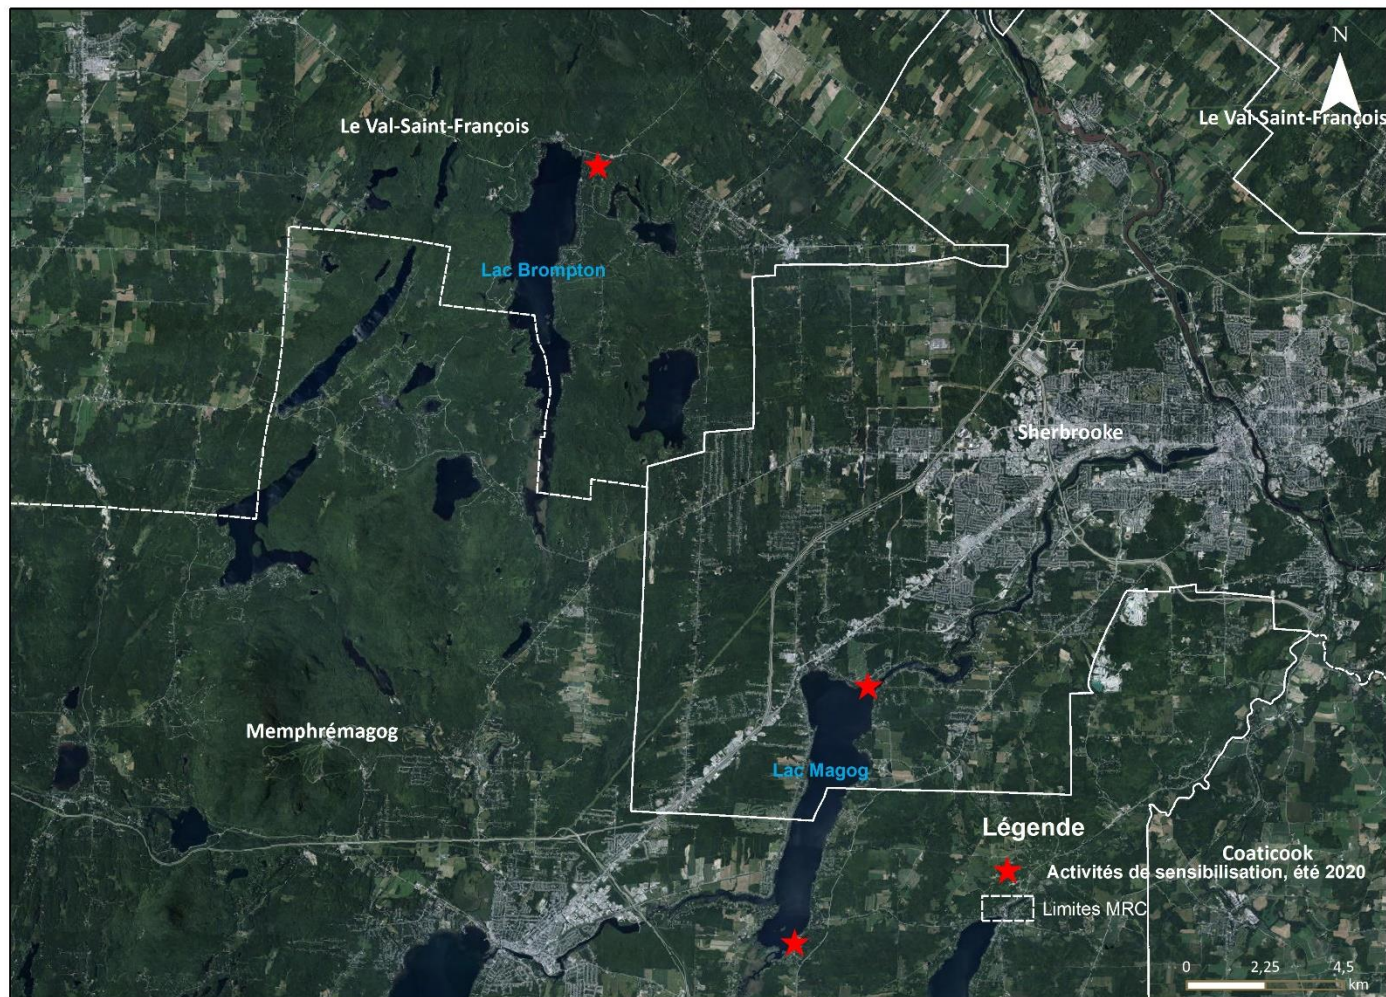 N
Le Val-Saint-François
Le Val-Saint-François
Lac Brompton
Sherbrooke
Memphrémagog
Lac Magog
Légende
Coaticook
Activités de sensibilisation, été 2020
Limites MRC
0 2,25 4,5
km